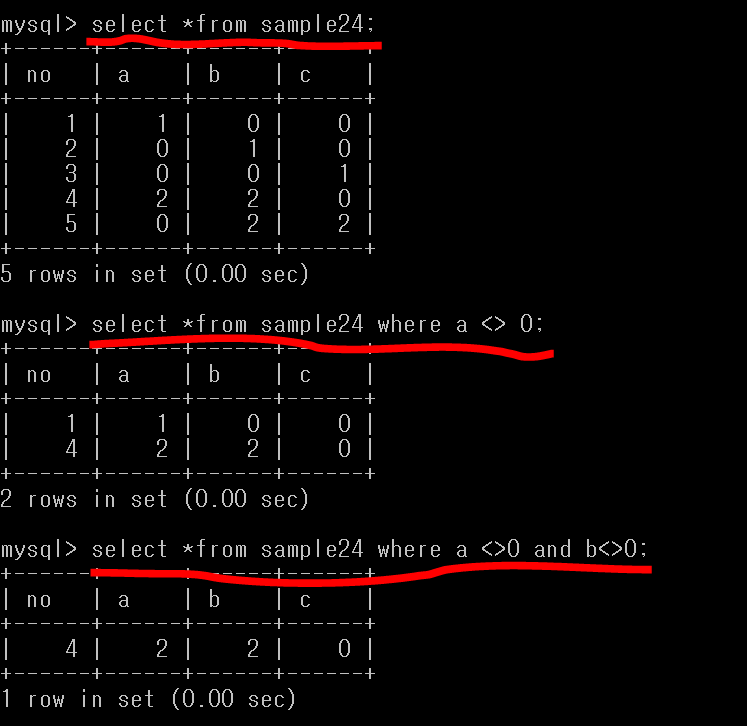 mysql> select *from sample24;
+------+------+------+------+
| no   | a    | b    | c    |
+------+------+------+------+
|    1 |    1 |    0 |    0 |
|    2 |    0 |    1 |    0 |
|    3 |    0 |    0 |    1 |
|    4 |    2 |    2 |    0 |
|    5 |    0 |    2 |    2 |
+------+------+------+------+
5 rows in set (0.00 sec)
mysql> select *from sample24 where a <> 0;
+------+------+------+------+
| no   | a    | b    | c    |
+------+------+------+------+
|    1 |    1 |    0 |    0 |
|    4 |    2 |    2 |    0 |
+------+------+------+------+
2 rows in set (0.00 sec)
mysql> select *from sample24 where a <>0 and b<>0;
+------+------+------+------+
| no   | a    | b    | c    |
+------+------+------+------+
|    4 |    2 |    2 |    0 |
+------+------+------+------+
1 row in set (0.00 sec)